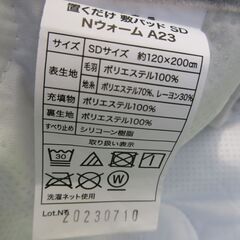 置くだけ 敷パッド SD
Nウォーム A23
サイズ SDサイズ 約120×200cm
表生地 毛羽 ポリエステル100%
地糸 ポリエステル70%、レーヨン30%
充填物 ポリエステル100%
裏生地 ポリエステル100%
すべり止め シリコーン樹脂
取り扱い表示
30
W
洗濯ネット使用
Lot.№
20230710